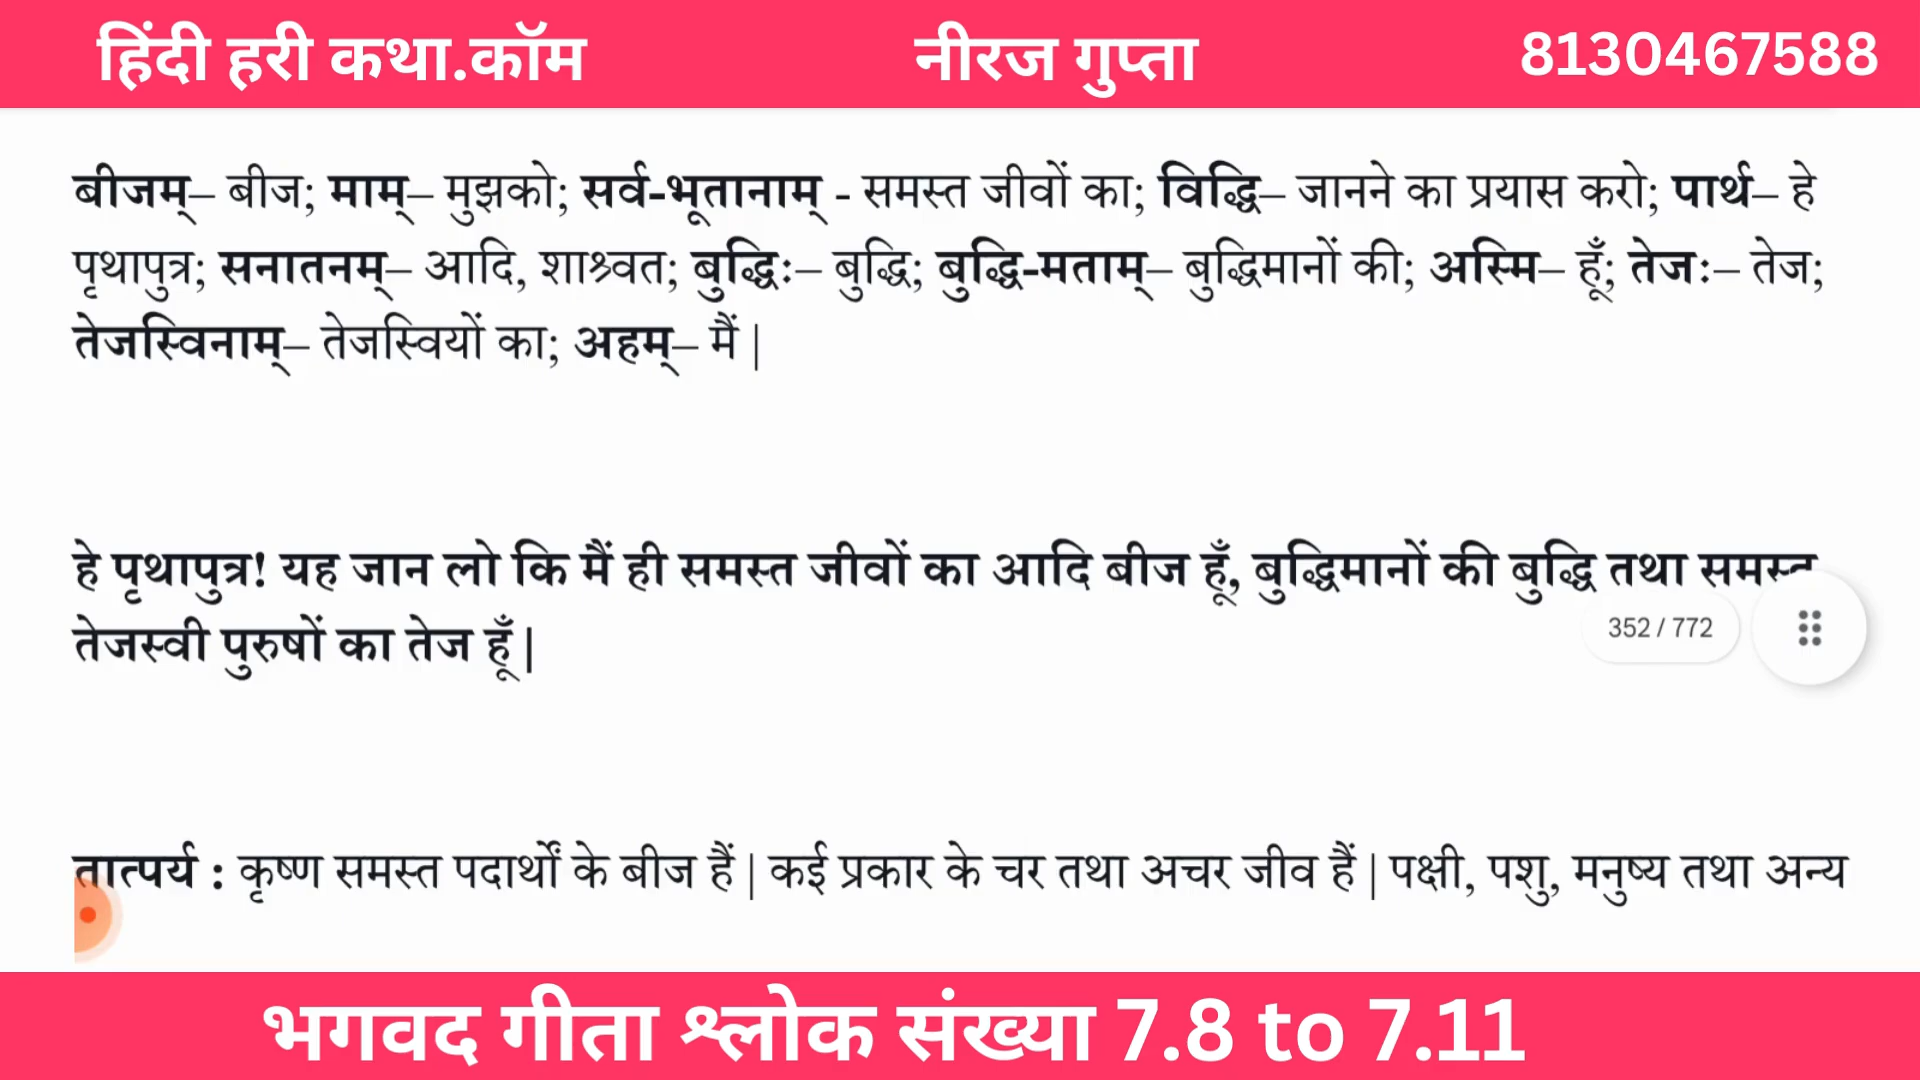 हिंदी हरी कथा.कॉम नीरज गुप्ता 8130467588
बीजम्– बीज; माम्– मुझको; सर्व-भूतानाम् - समस्त जीवों का; विद्धि– जानने का प्रयास करो; पार्थ– हे
पृथापुत्र; सनातनम्– आदि, शाश्र्वत; बुद्धिः– बुद्धि; बुद्धि-मताम्– बुद्धिमानों की; अस्मि– हूँ; तेजः– तेज;
तेजस्विनाम्– तेजस्वियों का; अहम्– मैं |
हे पृथापुत्र! यह जान लो कि मैं ही समस्त जीवों का आदि बीज हूँ, बुद्धिमानों की बुद्धि तथा समस्त
तेजस्वी पुरुषों का तेज हूँ |
352 / 772
तात्पर्य : कृष्ण समस्त पदार्थों के बीज हैं | कई प्रकार के चर तथा अचर जीव हैं | पक्षी, पशु, मनुष्य तथा अन्य
भगवद गीता श्लोक संख्या 7.8 to 7.11